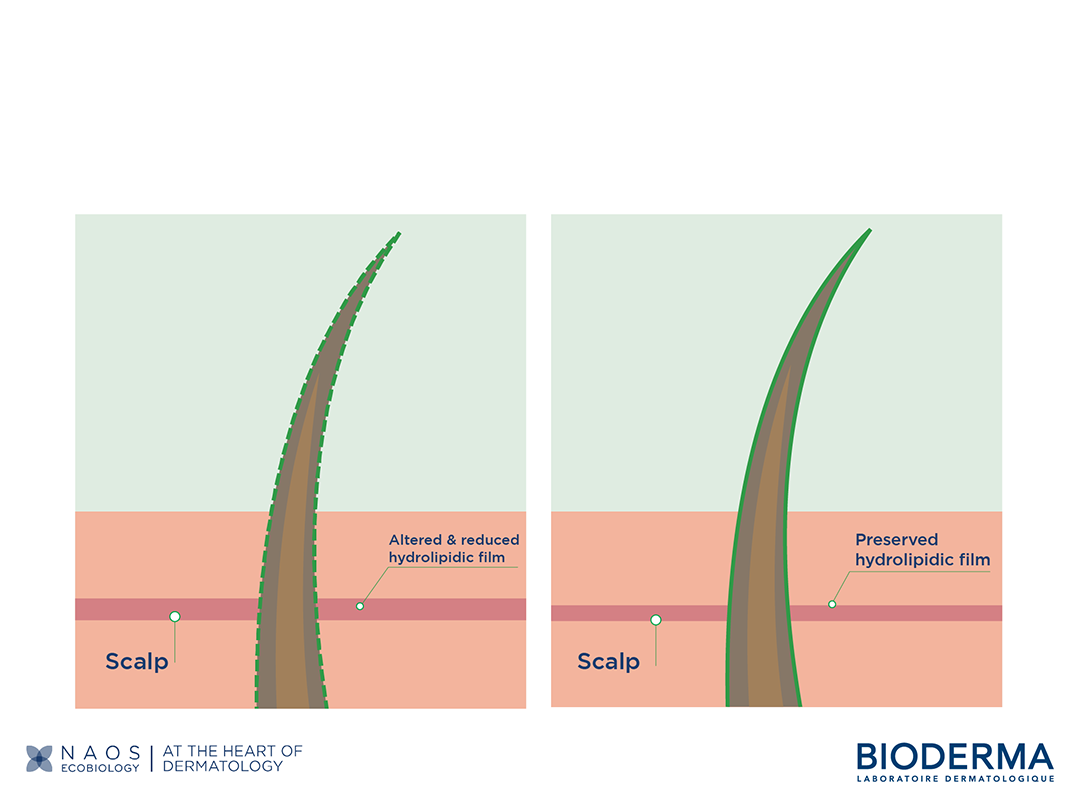 Altered & reduced
hydrolipidic film
Scalp
Preserved
hydrolipidic film
Scalp
NAOS
ECOBIOLOGY
AT THE HEART OF
DERMATOLOGY
BIODERMA
LABORATOIRE DERMATOLOGIQUE